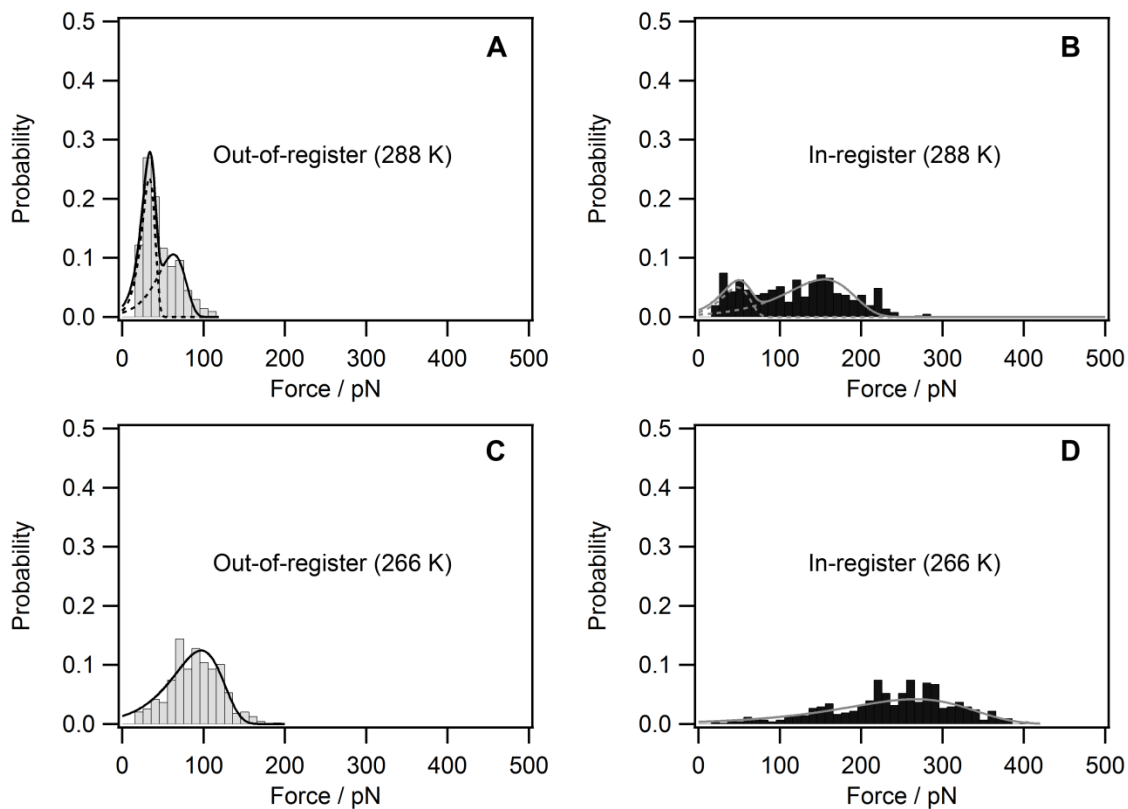 A
0.5
0.4
0.3
0.2
0.1
0.0
Probability
Out-of-register (288 K)
0 100 200 300 400 500
Force / pN
B
0.5
0.4
0.3
0.2
0.1
0.0
Probability
In-register (288 K)
0 100 200 300 400 500
Force / pN
C
0.5
0.4
0.3
0.2
0.1
0.0
Probability
Out-of-register (266 K)
0 100 200 300 400 500
Force / pN
D
0.5
0.4
0.3
0.2
0.1
0.0
Probability
In-register (266 K)
0 100 200 300 400 500
Force / pN